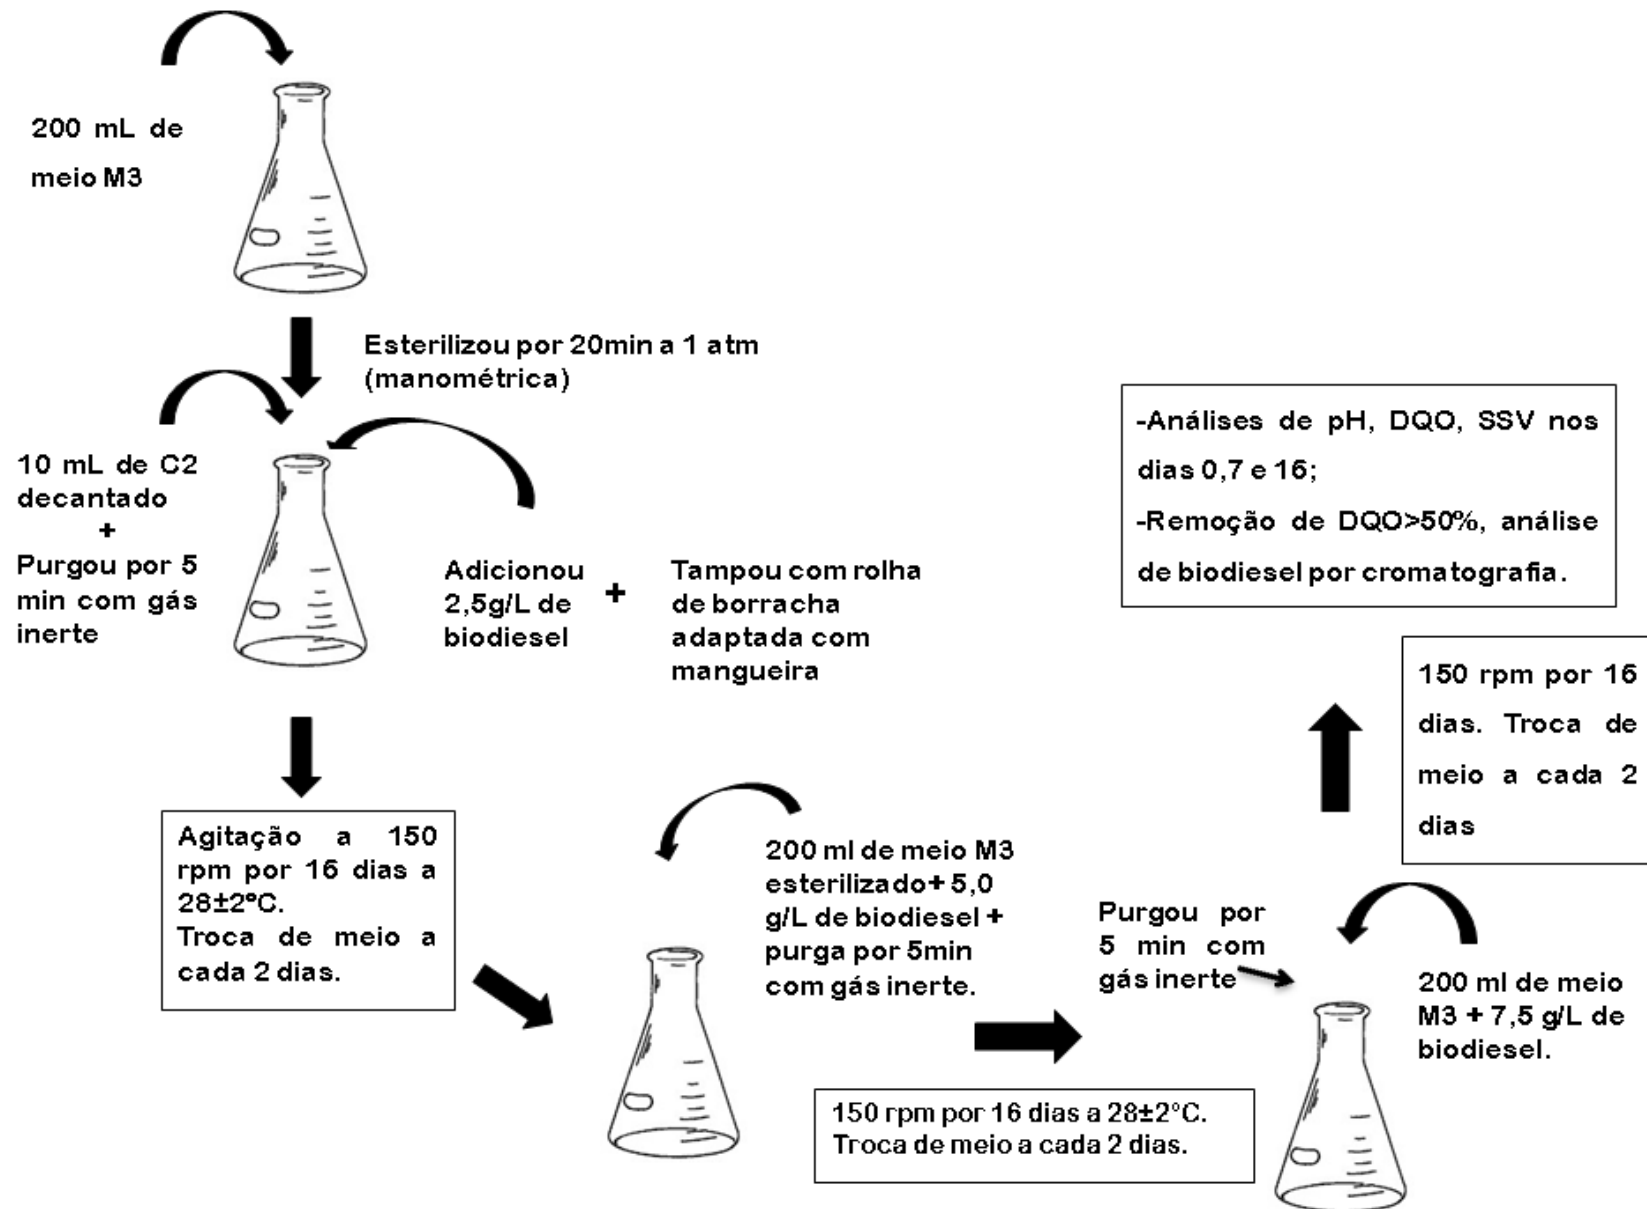 200 mL de
meio M3
Esterilizou por 20min a 1 atm
(manométrica)
10 mL de C2
decantado
+
Purgou por 5
min com gás
inerte
Adicionou
2,5g/L de
biodiesel
+
Tampou com rolha
de borracha
adaptada com
mangueira
Agitação a 150
rpm por 16 dias a
28±2ºC.
Troca de meio a
cada 2 dias.
200 ml de meio M3
esterilizado+ 5,0
g/L de biodiesel +
purga por 5min
com gás inerte.
150 rpm por 16 dias a 28±2°C.
Troca de meio a cada 2 dias.
Purgou por
5 min com
gás inerte
200 ml de meio
M3 + 7,5 g/L de
biodiesel.
150 rpm por 16
dias. Troca de
meio a cada 2
dias
-Análises de pH, DQO, SSV nos
dias 0,7 e 16;
-Remoção de DQO>50%, análise
de biodiesel por cromatografia.